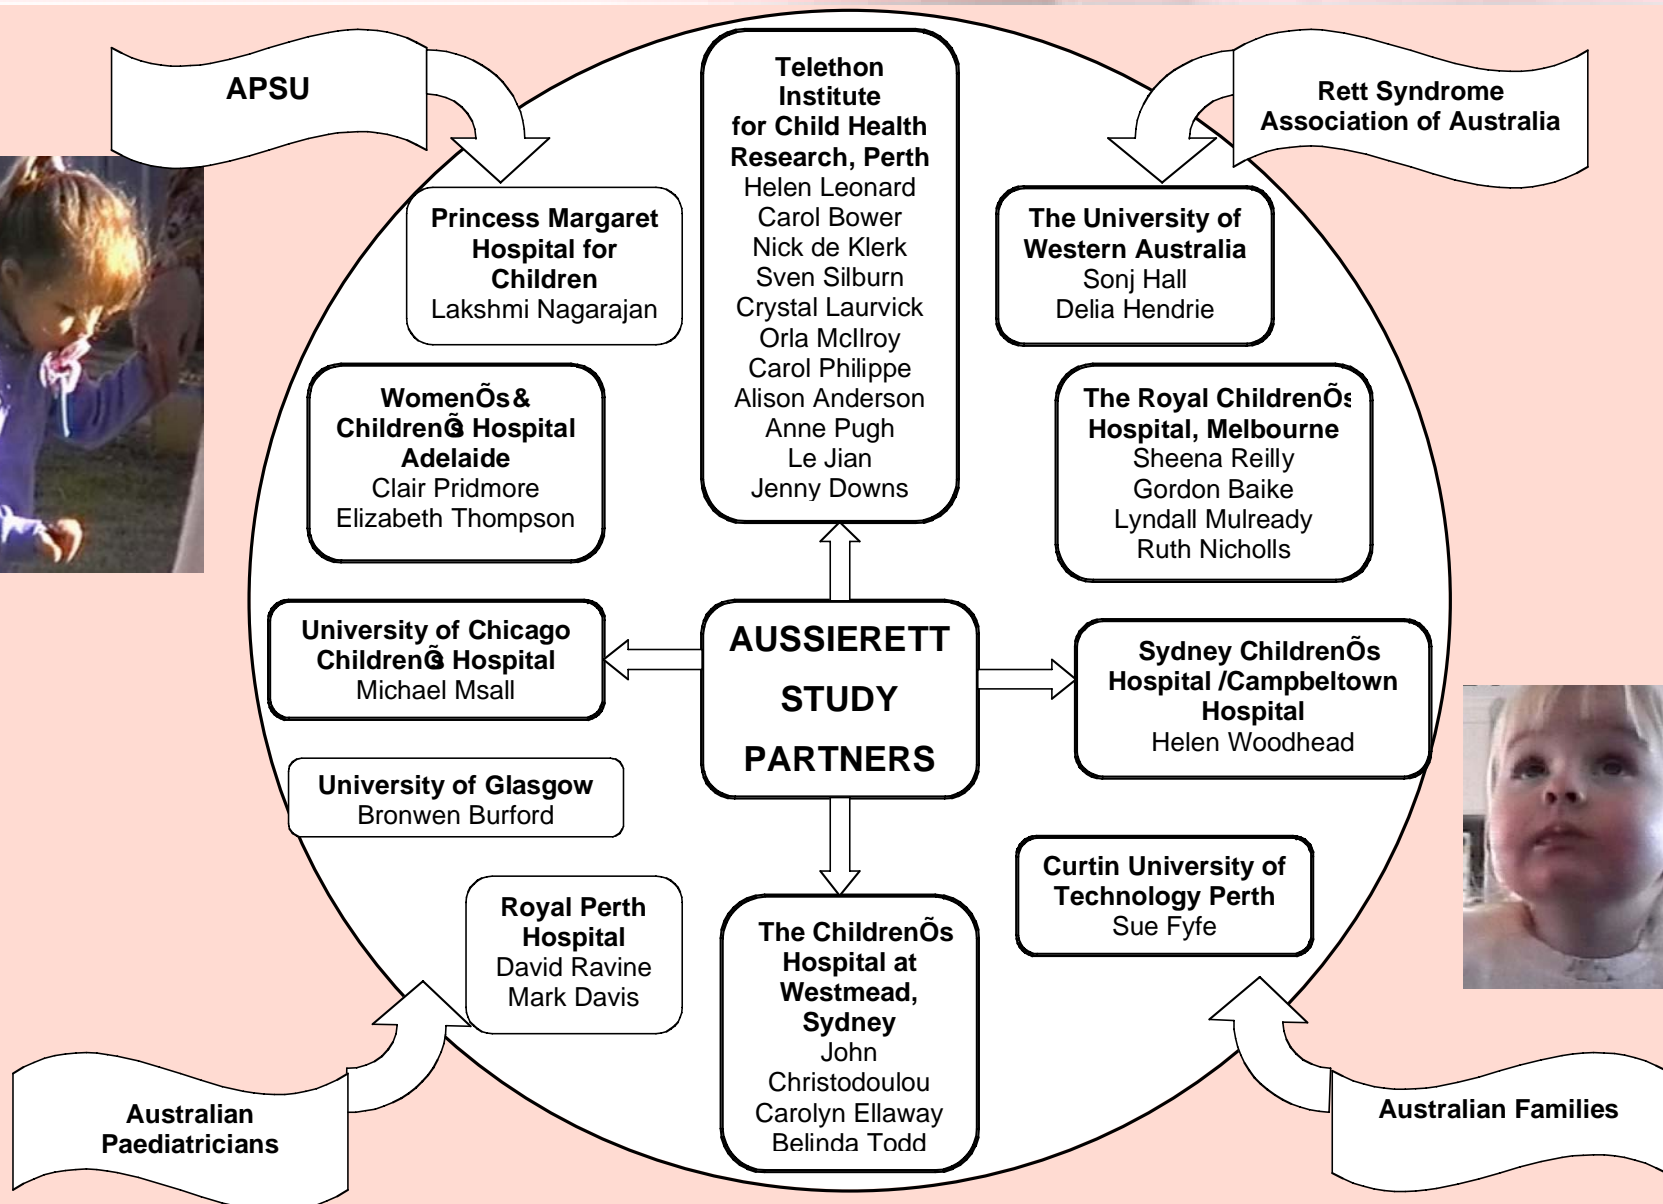 APSU
Telethon
Institute
for Child Health
Research, Perth
Helen Leonard
Carol Bower
Nick de Klerk
Sven Silburn
Crystal Laurvick
Orla McIlroy
Carol Philippe
Alison Anderson
Anne Pugh
Le Jian
Jenny Downs
Rett Syndrome
Association of Australia
Princess Margaret
Hospital for
Children
Lakshmi Nagarajan
The University of
Western Australia
Sonj Hall
Delia Hendrie
WomenÕs &
ChildrenÕs Hospital
Adelaide
Clair Pridmore
Elizabeth Thompson
The Royal ChildrenÕs
Hospital, Melbourne
Sheena Reilly
Gordon Baike
Lyndall Mulready
Ruth Nicholls
University of Chicago
ChildrenÕs Hospital
Michael Msall
AUSSIERETT
STUDY
PARTNERS
Sydney ChildrenÕs
Hospital /Campbeltown
Hospital
Helen Woodhead
University of Glasgow
Bronwen Burford
Curtin University of
Technology Perth
Sue Fyfe
Royal Perth
Hospital
David Ravine
Mark Davis
The ChildrenÕs
Hospital at
Westmead,
Sydney
John
Christodoulou
Carolyn Ellaway
Belinda Todd
Australian
Paediatricians
Australian Families